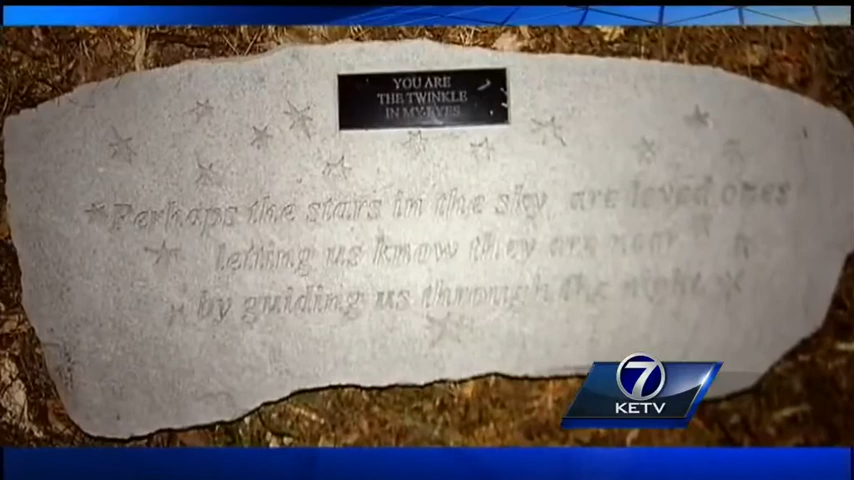 YOU ARE
THE TWINKLE
IN MY EYES
Perhaps the stars in the sky are loved ones
letting us know they are near
by guiding us through the night
7
KETV